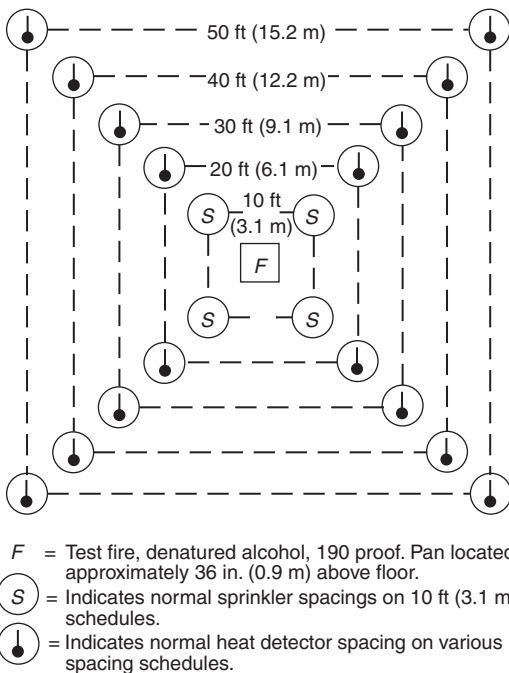 50 ft (15.2 m)
40 ft (12.2 m)
30 ft (9.1 m)
20 ft (6.1 m)
10 ft
S S
(3.1 m)
F
S S
F = Test fire, denatured alcohol, 190 proof. Pan located
approximately 36 in. (0.9 m) above floor.
S = Indicates normal sprinkler spacings on 10 ft (3.1 m
schedules.
= Indicates normal heat detector spacing on various
spacing schedules.